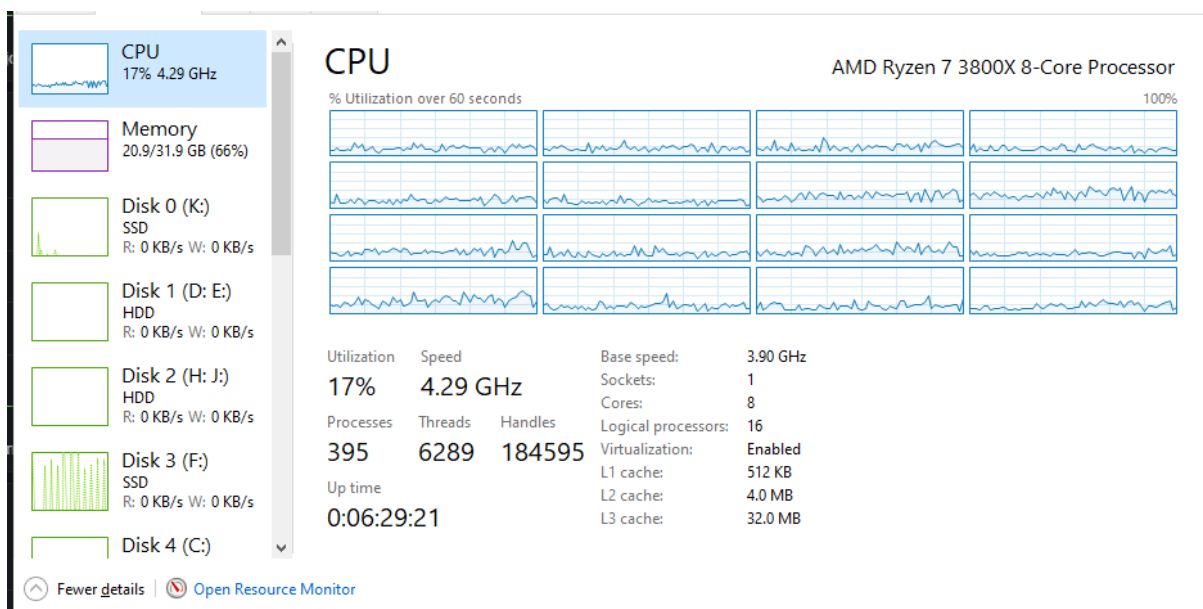 CPU
17% 4.29 GHz
Memory
20.9/31.9 GB (66%)
Disk 0 (K:)
SSD
R: 0 KB/s W: 0 KB/s
Disk 1 (D: E:)
HDD
R: 0 KB/s W: 0 KB/s
Disk 2 (H: J:)
HDD
R: 0 KB/s W: 0 KB/s
Disk 3 (F:)
SSD
R: 0 KB/s W: 0 KB/s
Disk 4 (C:)
CPU
AMD Ryzen 7 3800X 8-Core Processor
% Utilization over 60 seconds 100%
Utilization Speed
17% 4.29 GHz
Processes Threads Handles
395 6289 184595
Up time
0:06:29:21
Base speed: 3.90 GHz
Sockets: 1
Cores: 8
Logical processors: 16
Virtualization: Enabled
L1 cache: 512 KB
L2 cache: 4.0 MB
L3 cache: 32.0 MB
Fewer details Open Resource Monitor